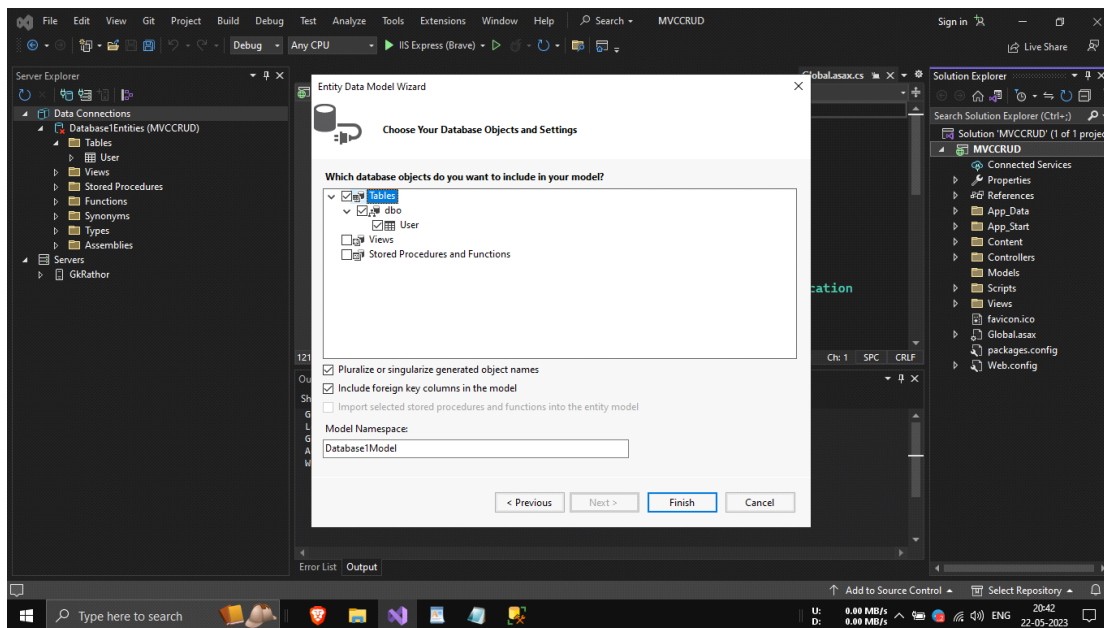 File Edit View Git Project Build Debug Test Analyze Tools Extensions Window Help Search MVCCRUD Sign in
Debug Any CPU IIS Express (Brave) Live Share
Server Explorer
Data Connections
Database1Entities (MVCCRUD)
Tables
User
Views
Stored Procedures
Functions
Synonyms
Types
Assemblies
Servers
GkRathor
Global.asax.cs
Entity Data Model Wizard
Choose Your Database Objects and Settings
Which database objects do you want to include in your model?
Tables
dbo
User
Views
Stored Procedures and Functions
Pluralize or singularize generated object names
Include foreign key columns in the model
Import selected stored procedures and functions into the entity model
Model Namespace:
Database1Model
< Previous Next > Finish Cancel
cation
121
Ch: 1 SPC CRLF
Ou
Sh
G
L
G
A
W
Error List Output
Solution Explorer
Search Solution Explorer (Ctrl+;)
Solution 'MVCCRUD' (1 of 1 projec
MVCCRUD
Connected Services
Properties
References
App_Data
App_Start
Content
Controllers
Models
Scripts
Views
favicon.ico
Global.asax
packages.config
Web.config
Add to Source Control Select Repository
Type here to search
U: 0.00 MB/s
D: 0.00 MB/s
ENG
20:42
22-05-2023